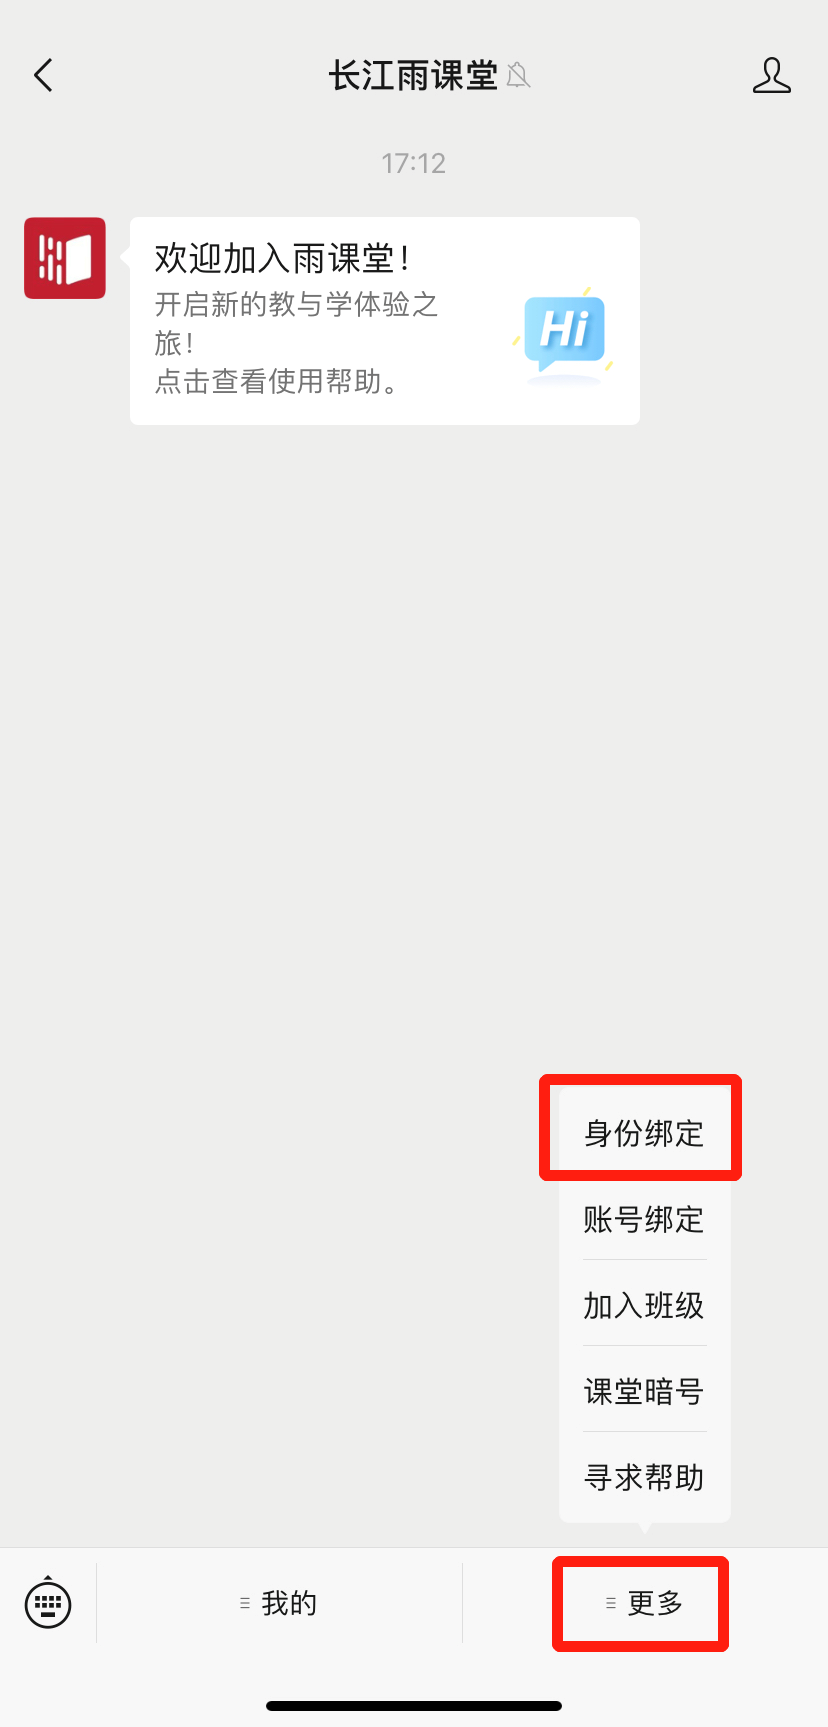 长江雨课堂
17:12
欢迎加入雨课堂！
开启新的教与学体验之
旅！
点击查看使用帮助。
Hi
身份绑定
账号绑定
加入班级
课堂暗号
寻求帮助
我的
更多